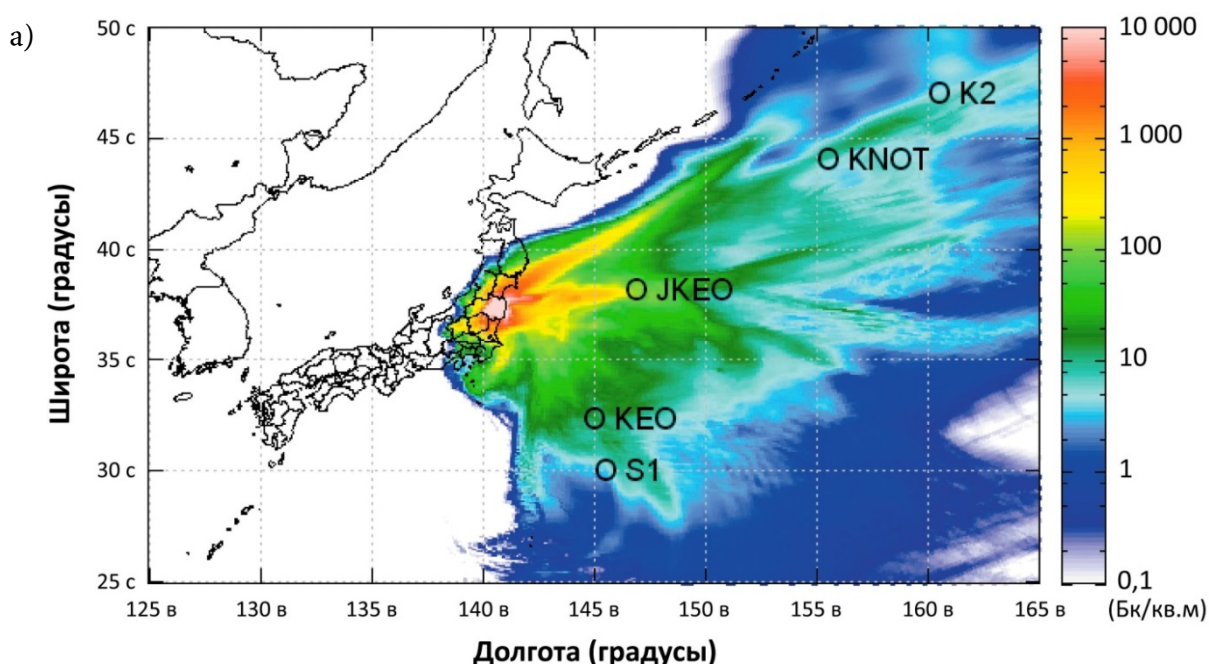 а)
50 с
45 с
40 с
35 с
30 с
25 с
Широта (градусы)
125 в 130 в 135 в 140 в 145 в 150 в 155 в 160 в 165 в
Долгота (градусы)
O K2
O KNOT
O JKEO
O KEO
O S1
10 000
1 000
100
10
1
0,1
(Бк/кв.м)